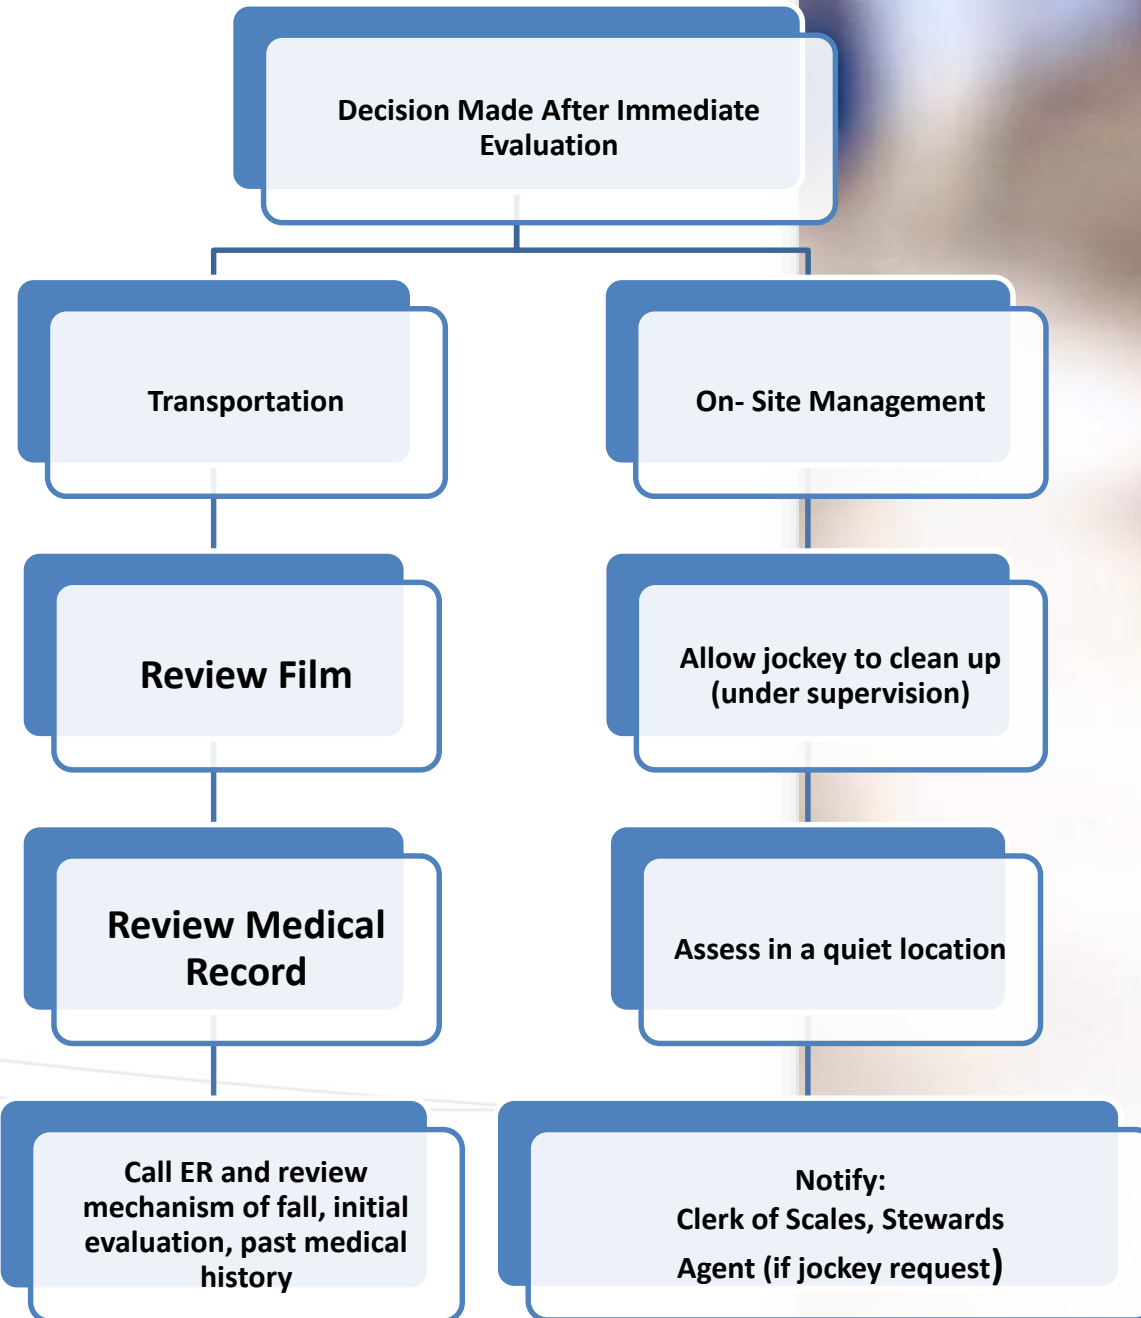 Decision Made After Immediate
Evaluation
Transportation
On- Site Management
Review Film
Allow jockey to clean up
(under supervision)
Review Medical
Record
Assess in a quiet location
Call ER and review
mechanism of fall, initial
evaluation, past medical
history
Notify:
Clerk of Scales, Stewards
Agent (if jockey request)